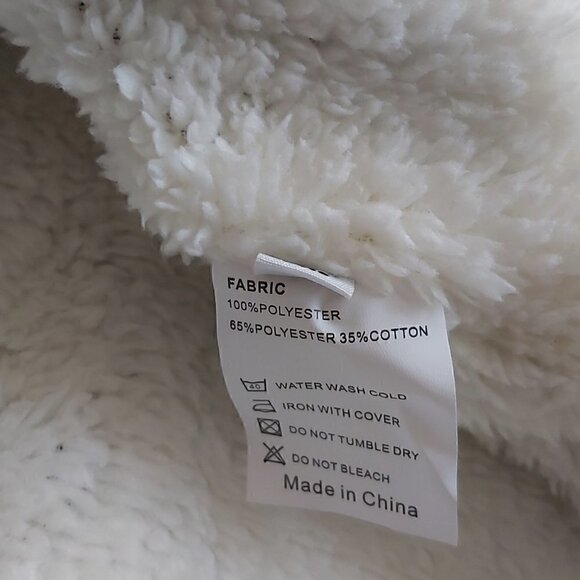 FABRIC
100%POLYESTER
65%POLYESTER 35%COTTON
40 WATER WASH COLD
IRON WITH COVER
DO NOT TUMBLE DRY
DO NOT BLEACH
Made in China